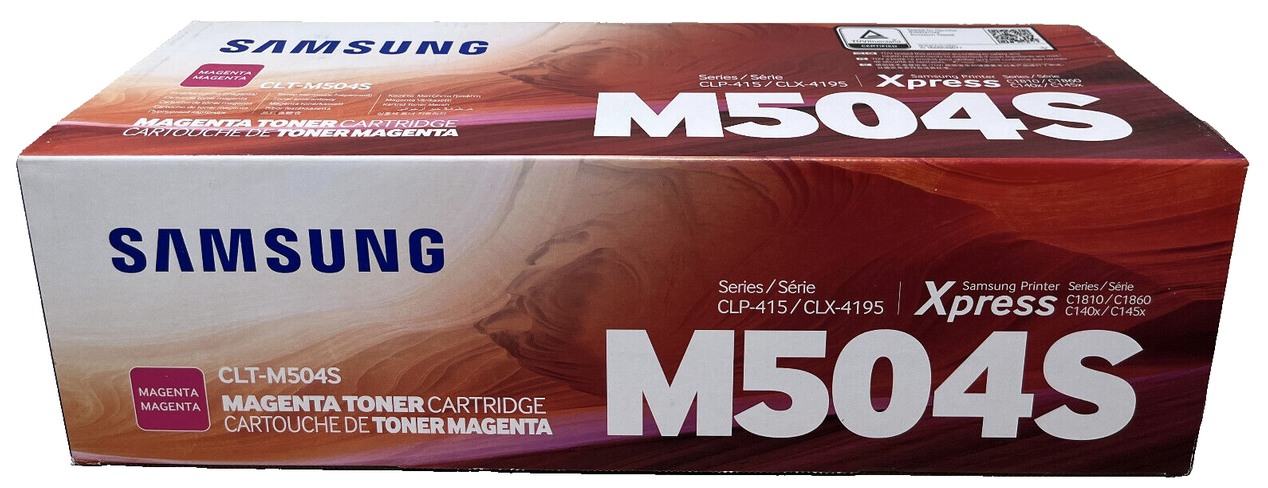 SAMSUNG
MAGENTA
MAGENTA
CLT-M504S
MAGENTA TONER CARTRIDGE
CARTOUCHE DE TONER MAGENTA
CERTIFIED
Series / Série
CLP-415 / CLX-4195
Samsung Printer
Xpress
Series / Série
C1810 / C1860
C140x / C145x
M504S
SAMSUNG
Series / Série
CLP-415 / CLX-4195
Samsung Printer
Xpress
Series / Série
C1810 / C1860
C140x / C145x
M504S
MAGENTA
MAGENTA
CLT-M504S
MAGENTA TONER CARTRIDGE
CARTOUCHE DE TONER MAGENTA